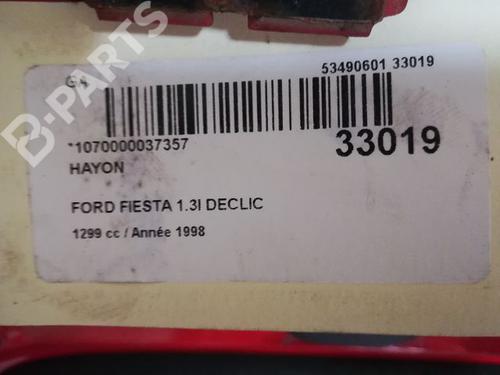 B-PARTS
53490601 33019
*1070000037357
33019
HAYON
FORD FIESTA 1.3I DECLIC
1299 cc / Année 1998